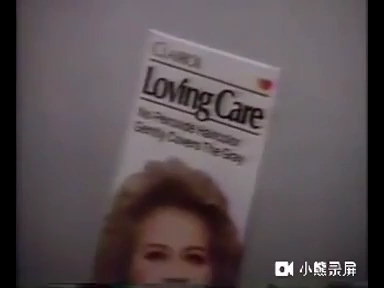 CLAIROL
Loving Care
No Peroxide Haircolor
Gently Covers The Gray
小熊录屏